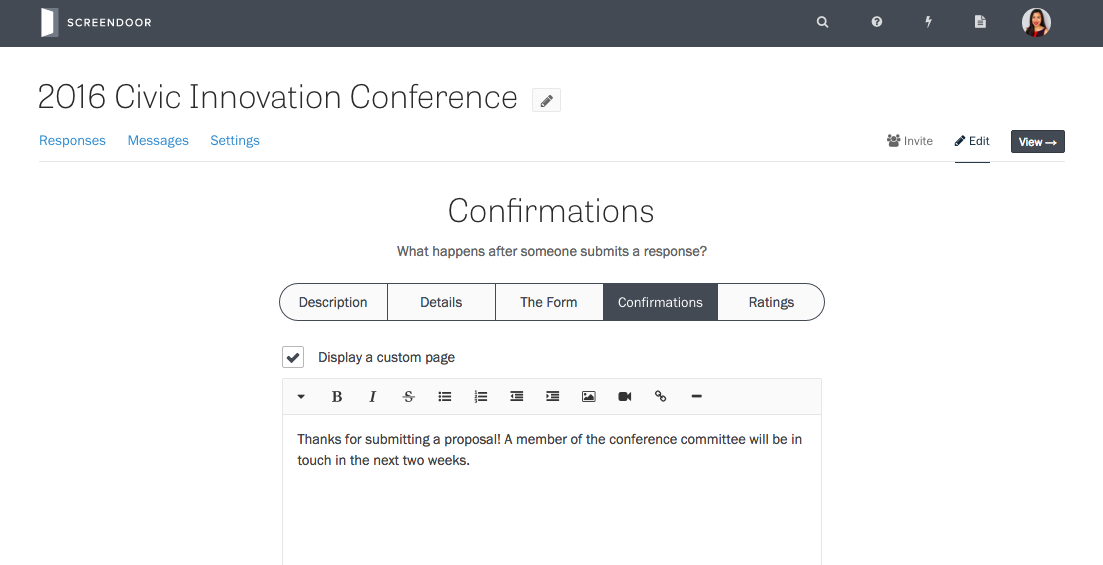 SCREENDOOR
2016 Civic Innovation Conference
Responses Messages Settings
Invite Edit View →
Confirmations
What happens after someone submits a response?
Description Details The Form Confirmations Ratings
Display a custom page
B I S
Thanks for submitting a proposal! A member of the conference committee will be in
touch in the next two weeks.